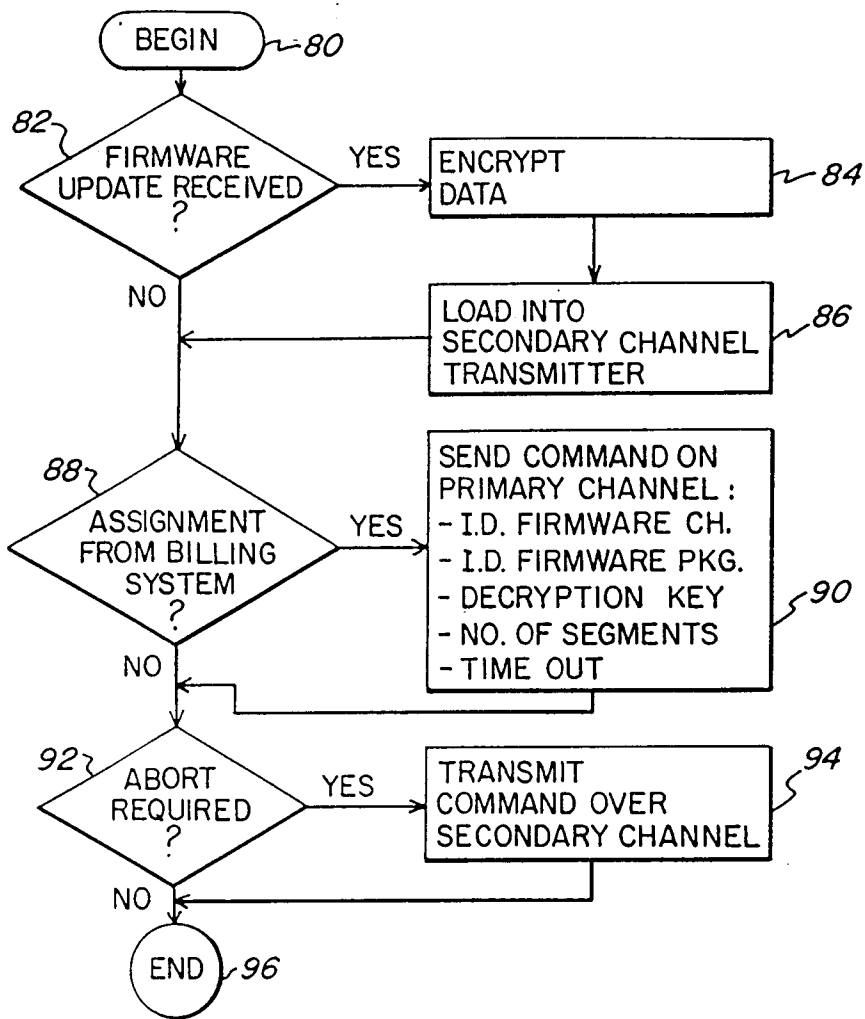 BEGIN
80
82
FIRMWARE
UPDATE RECEIVED
?
YES
ENCRYPT
DATA
84
NO
LOAD INTO
SECONDARY CHANNEL
TRANSMITTER
86
88
ASSIGNMENT
FROM BILLING
SYSTEM
?
YES
SEND COMMAND ON
PRIMARY CHANNEL :
- I.D. FIRMWARE CH.
- I.D. FIRMWARE PKG.
- DECRYPTION KEY
- NO. OF SEGMENTS
- TIME OUT
90
NO
92
ABORT
REQUIRED
?
YES
TRANSMIT
COMMAND OVER
SECONDARY CHANNEL
94
NO
END
96